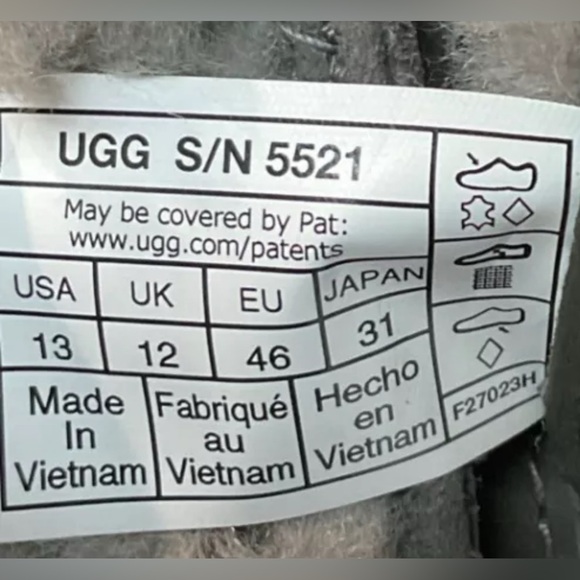 UGG S/N 5521
May be covered by Pat:
www.ugg.com/patents
USA UK EU JAPAN
13 12 46 31
Made Fabriqué Hecho
In au en
Vietnam Vietnam Vietnam
F27023H